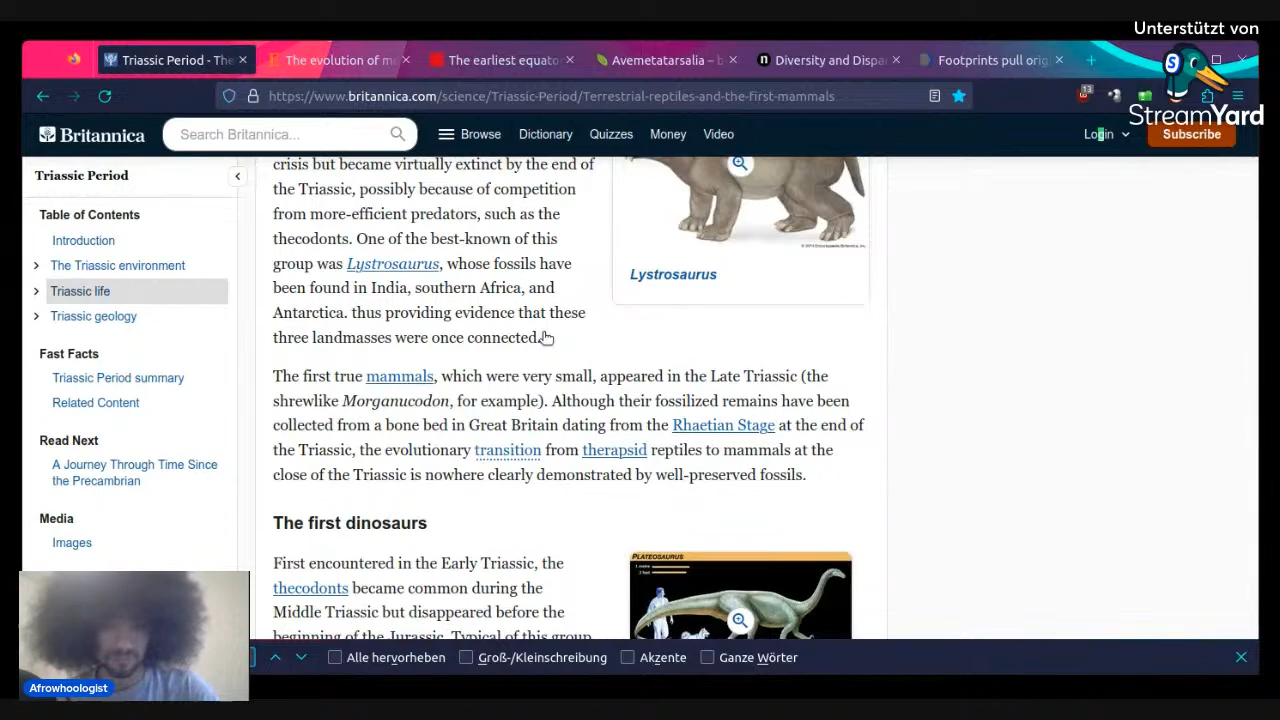 Unterstützt von
StreamYard
Triassic Period - The
The evolution of m
The earliest equato
Avemetatarsalia – b
Diversity and Dispa
Footprints pull orig
https://www.britannica.com/science/Triassic-Period/Terrestrial-reptiles-and-the-first-mammals
13
Britannica
Search Britannica...
Browse
Dictionary
Quizzes
Money
Video
Login
Subscribe
Triassic Period
Table of Contents
Introduction
The Triassic environment
Triassic life
Triassic geology
Fast Facts
Triassic Period summary
Related Content
Read Next
A Journey Through Time Since
the Precambrian
Media
Images
crisis but became virtually extinct by the end of
the Triassic, possibly because of competition
from more-efficient predators, such as the
thecodonts. One of the best-known of this
group was Lystrosaurus, whose fossils have
been found in India, southern Africa, and
Antarctica. thus providing evidence that these
three landmasses were once connected.
Lystrosaurus
The first true mammals, which were very small, appeared in the Late Triassic (the
shrewlike Morganucodon, for example). Although their fossilized remains have been
collected from a bone bed in Great Britain dating from the Rhaetian Stage at the end of
the Triassic, the evolutionary transition from therapsid reptiles to mammals at the
close of the Triassic is nowhere clearly demonstrated by well-preserved fossils.
The first dinosaurs
First encountered in the Early Triassic, the
thecodonts became common during the
Middle Triassic but disappeared before the
beginning of the Jurassic. Typical of this group
PLATEOSAURUS
Alle hervorheben
Groß-/Kleinschreibung
Akzente
Ganze Wörter
Afrowhoologist